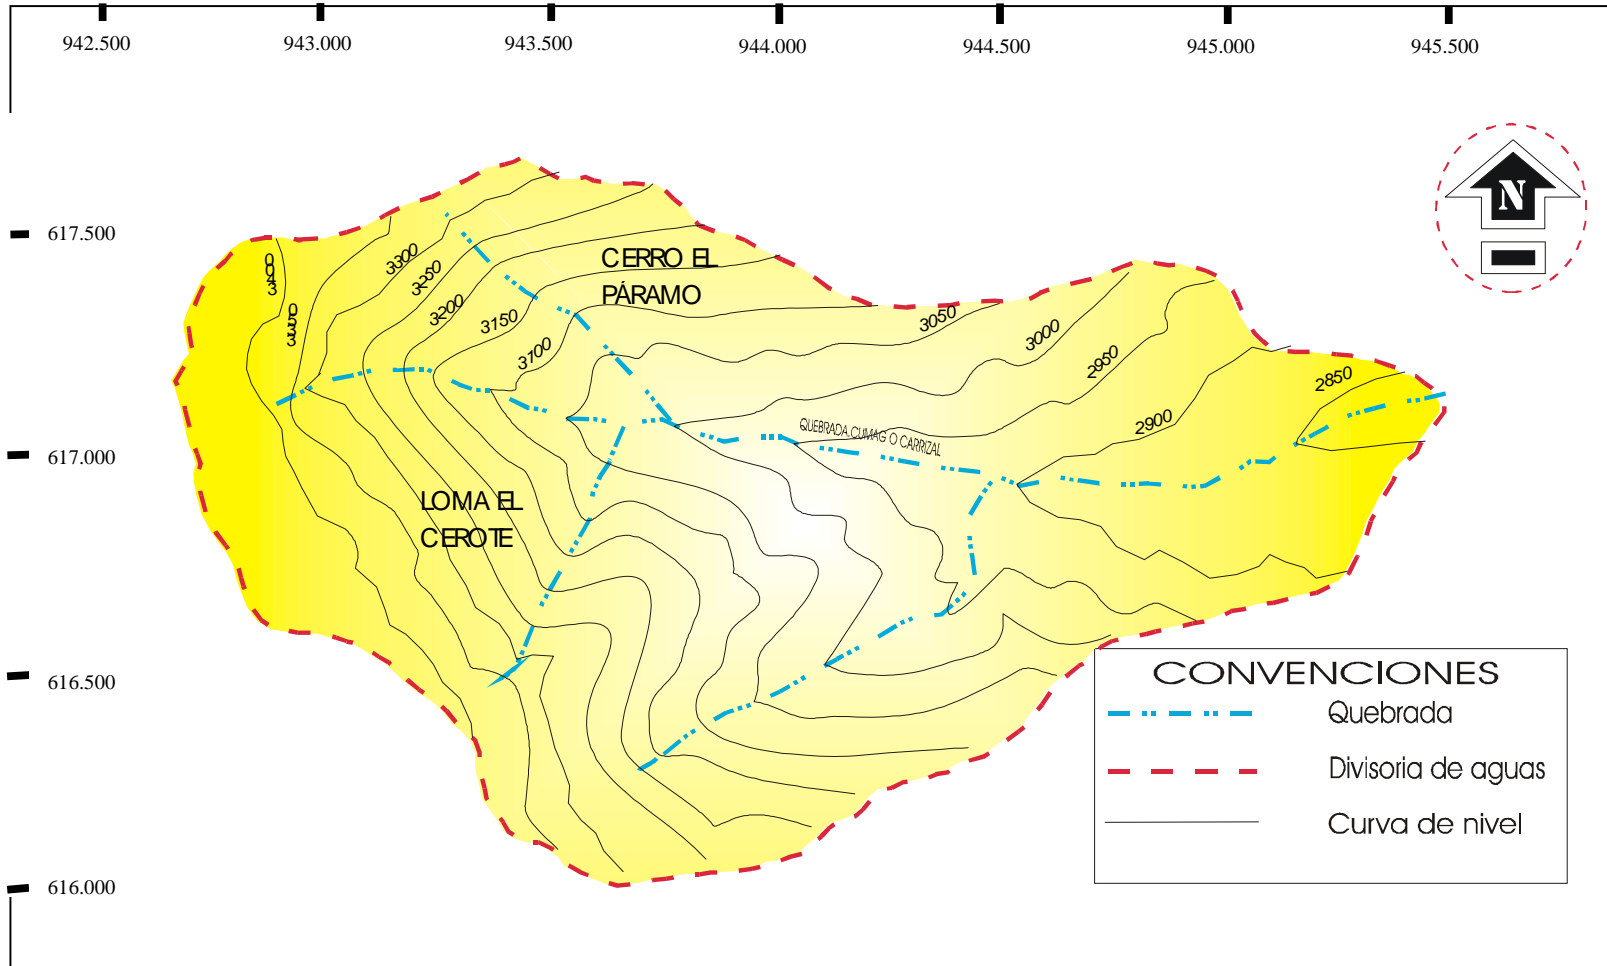 942.500 943.000 943.500 944.000 944.500 945.000 945.500
617.500
617.000
616.500
616.000
N
CERRO EL
PÁRAMO
LOMA EL
CEROTE
3400
3350
3300
3250
3200
3150
3700
3050
3000
2950
2900
2850
QUEBRADA.CUMAG O CARRIZAL
CONVENCIONES
Quebrada
Divisoria de aguas
Curva de nivel